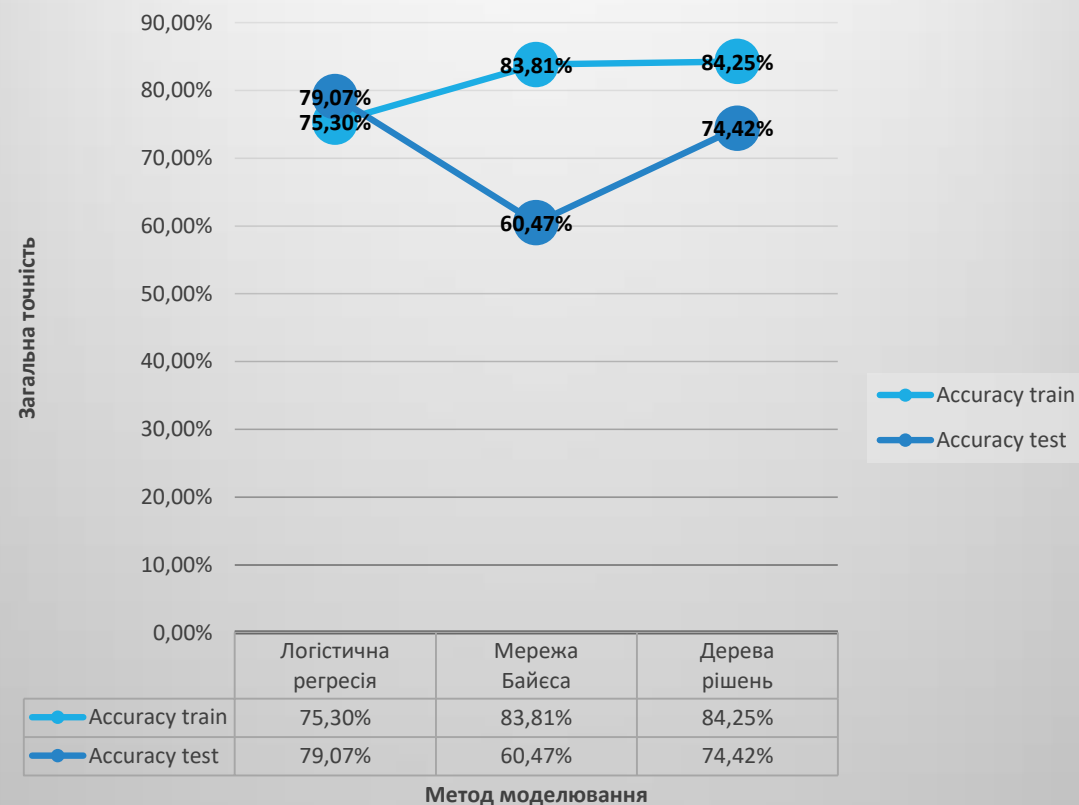 90,00%
80,00%
70,00%
60,00%
50,00%
40,00%
30,00%
20,00%
10,00%
0,00%
Загальна точність
83,81%
84,25%
79,07%
75,30%
74,42%
60,47%
Accuracy train
Accuracy test
Логістична
регресія
Мережа
Байєса
Дерева
рішень
Accuracy train 75,30% 83,81% 84,25%
Accuracy test 79,07% 60,47% 74,42%
Метод моделювання